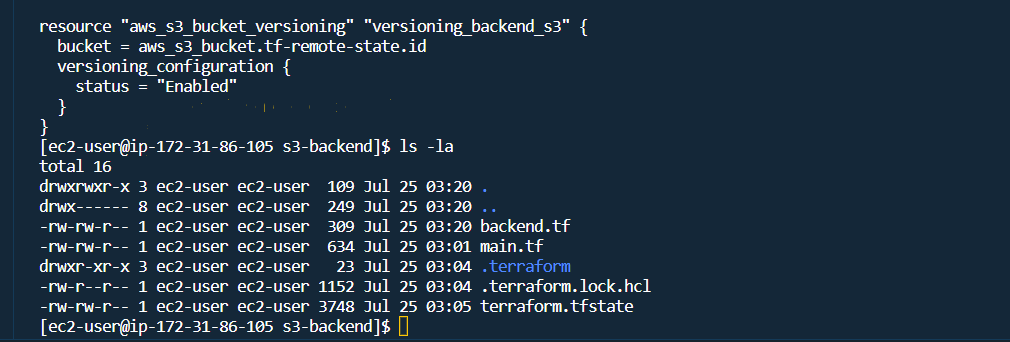 resource "aws_s3_bucket_versioning" "versioning_backend_s3" {
  bucket = aws_s3_bucket.tf-remote-state.id
  versioning_configuration {
    status = "Enabled"
  }
}
[ec2-user@ip-172-31-86-105 s3-backend]$ ls -la
total 16
drwxrwxr-x 3 ec2-user ec2-user  109 Jul 25 03:20 .
drwx------ 8 ec2-user ec2-user  249 Jul 25 03:20 ..
-rw-rw-r-- 1 ec2-user ec2-user  309 Jul 25 03:20 backend.tf
-rw-rw-r-- 1 ec2-user ec2-user  634 Jul 25 03:01 main.tf
drwxr-xr-x 3 ec2-user ec2-user   23 Jul 25 03:04 .terraform
-rw-r--r-- 1 ec2-user ec2-user 1152 Jul 25 03:04 .terraform.lock.hcl
-rw-rw-r-- 1 ec2-user ec2-user 3748 Jul 25 03:05 terraform.tfstate
[ec2-user@ip-172-31-86-105 s3-backend]$